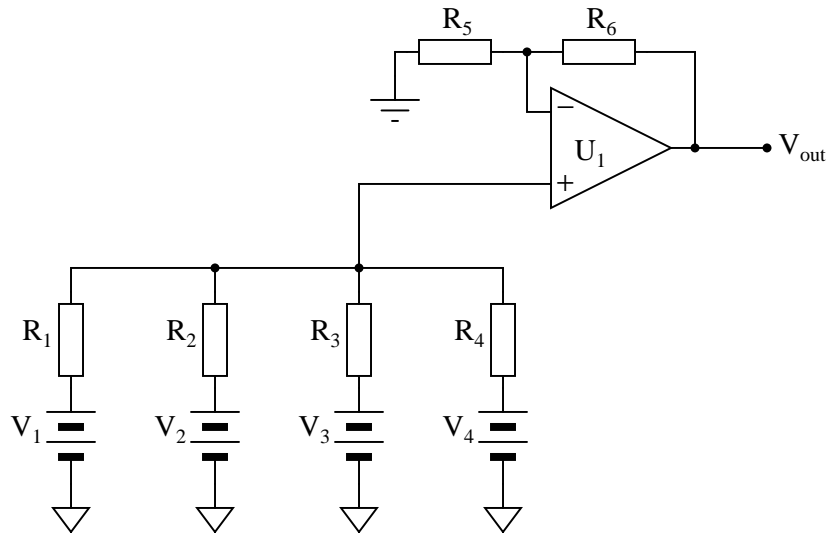 R₅
R₆
−
U₁
+
Vₒᵤₜ
R₁
R₂
R₃
R₄
V₁
V₂
V₃
V₄